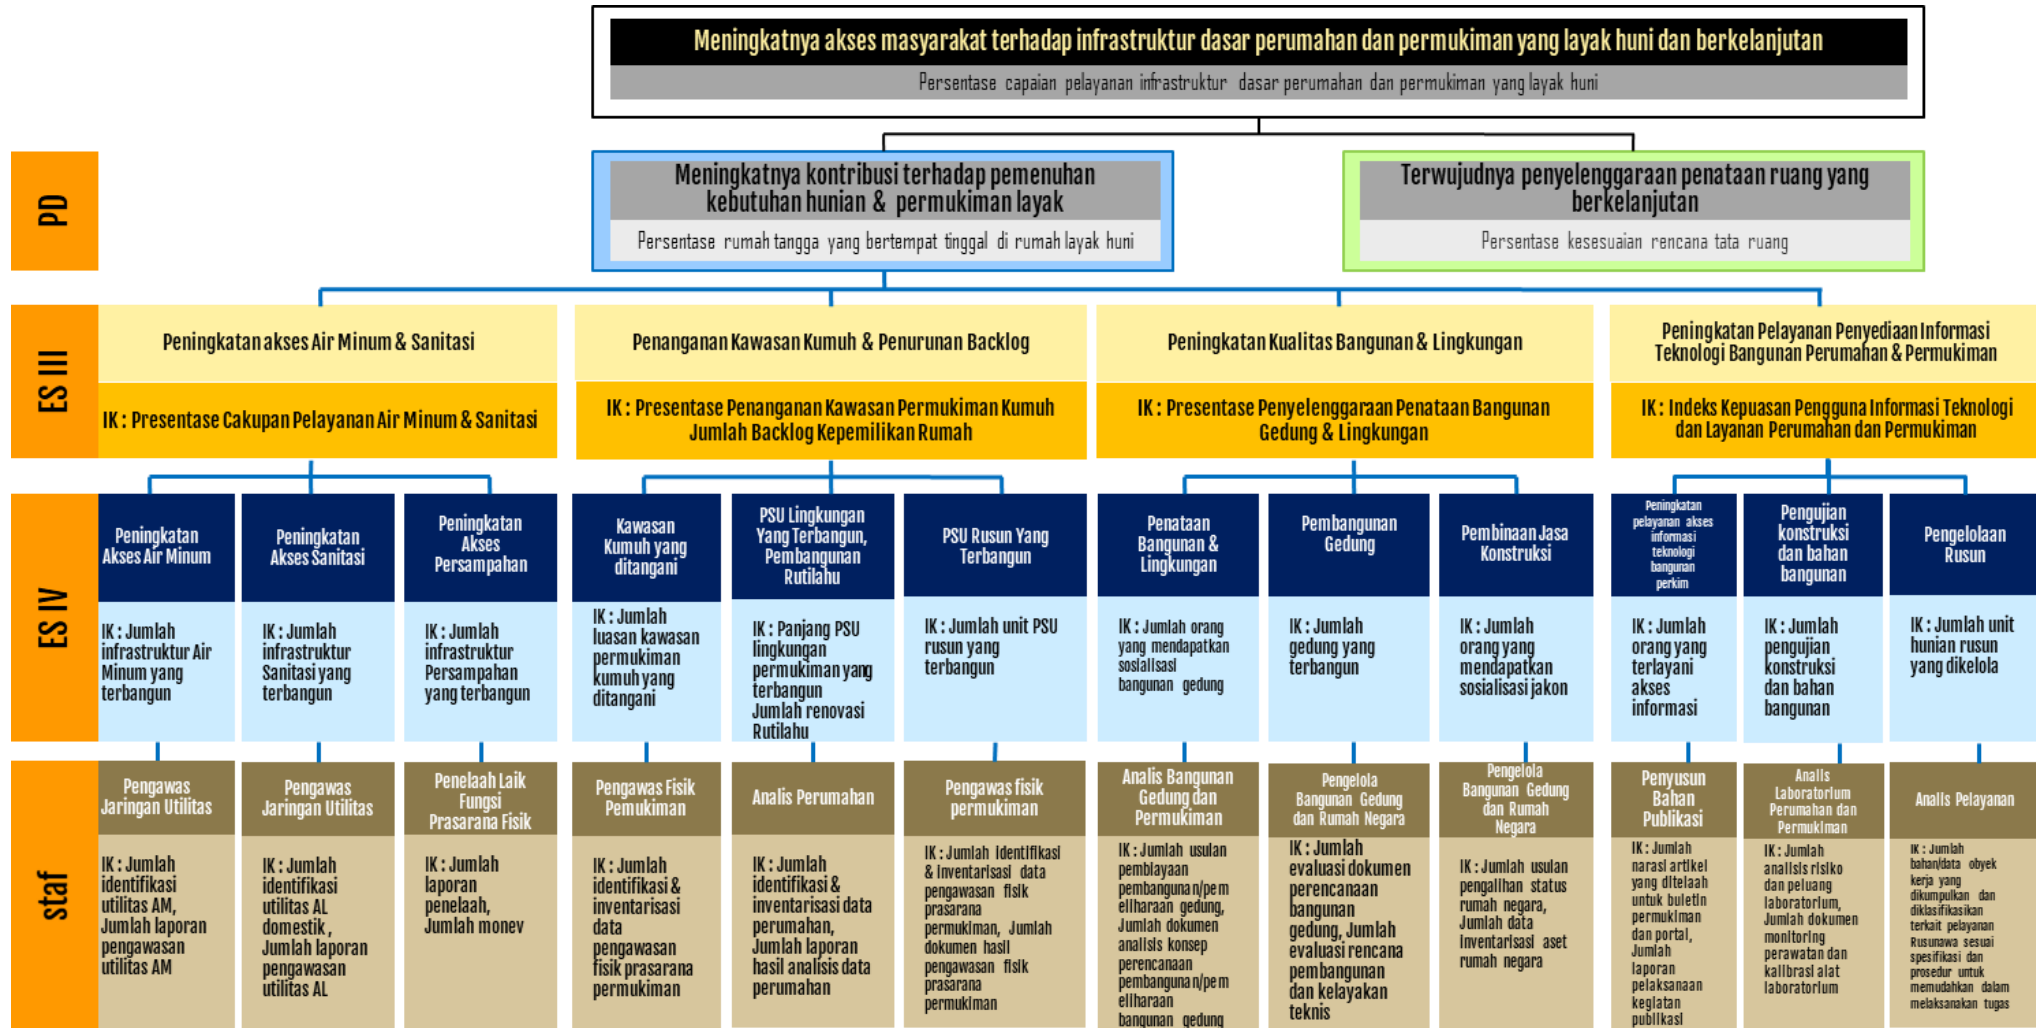 Meningkatnya akses masyarakat terhadap infrastruktur dasar perumahan dan permukiman yang layak huni dan berkelanjutan
Persentase capaian pelayanan infrastruktur dasar perumahan dan permukiman yang layak huni
PD
Meningkatnya kontribusi terhadap pemenuhan
kebutuhan hunian & permukiman layak
Persentase rumah tangga yang bertempat tinggal di rumah layak huni
Terwujudnya penyelenggaraan penataan ruang yang
berkelanjutan
Persentase kesesuaian rencana tata ruang
ES III
Peningkatan akses Air Minum & Sanitasi
IK : Presentase Cakupan Pelayanan Air Minum & Sanitasi
Penanganan Kawasan Kumuh & Penurunan Backlog
IK : Presentase Penanganan Kawasan Permukiman Kumuh
Jumlah Backlog Kepemilikan Rumah
Peningkatan Kualitas Bangunan & Lingkungan
IK : Presentase Penyelenggaraan Penataan Bangunan
Gedung & Lingkungan
Peningkatan Pelayanan Penyediaan Informasi
Teknologi Bangunan Perumahan & Permukiman
IK : Indeks Kepuasan Pengguna Informasi Teknologi
dan Layanan Perumahan dan Permukiman
ES IV
Peningkatan
Akses Air Minum
IK : Jumlah
infrastruktur Air
Minum yang
terbangun
Peningkatan
Akses Sanitasi
IK : Jumlah
infrastruktur
Sanitasi yang
terbangun
Peningkatan
Akses
Persampahan
IK : Jumlah
infrastruktur
Persampahan
yang terbangun
Kawasan
Kumuh yang
ditangani
IK : Jumlah
luasan kawasan
permukiman
kumuh yang
ditangani
PSU Lingkungan
Yang Terbangun,
Pembangunan
Rutilahu
IK : Panjang PSU
lingkungan
permukiman yang
terbangun
Jumlah renovasi
Rutilahu
PSU Rusun Yang
Terbangun
IK : Jumlah unit PSU
rusun yang
terbangun
Penataan
Bangunan &
Lingkungan
IK : Jumlah orang
yang mendapatkan
sosialisasi
bangunan gedung
Pembangunan
Gedung
IK : Jumlah
gedung yang
terbangun
Pembinaan Jasa
Konstruksi
IK : Jumlah
orang yang
mendapatkan
sosialisasi jakon
Peningkatan
pelayanan akses
informasi
teknologi
bangunan
perkim
IK : Jumlah
orang yang
terlayani
akses
informasi
Pengujian
konstruksi
dan bahan
bangunan
IK : Jumlah
pengujian
konstruksi
dan bahan
bangunan
Pengelolaan
Rusun
IK : Jumlah unit
hunian rusun
yang dikelola
staf
Pengawas
Jaringan Utilitas
IK : Jumlah
identifikasi
utilitas AM,
Jumlah laporan
pengawasan
utilitas AM
Pengawas
Jaringan Utilitas
IK : Jumlah
identifikasi
utilitas AL
domestik ,
Jumlah laporan
pengawasan
utilitas AL
Penelaah Laik
Fungsi
Prasarana Fisik
IK : Jumlah
laporan
penelaah,
Jumlah monev
Pengawas Fisik
Pemukiman
IK : Jumlah
identifikasi &
inventarisasi
data
pengawasan
fisik prasarana
permukiman
Analis Perumahan
IK : Jumlah
identifikasi &
inventarisasi data
perumahan,
Jumlah laporan
hasil analisis data
perumahan
Pengawas fisik
permukiman
IK : Jumlah identifikasi
& inventarisasi data
pengawasan fisik
prasarana
permukiman, Jumlah
dokumen hasil
pengawasan fisik
prasarana
permukiman
Analis Bangunan
Gedung dan
Permukiman
IK : Jumlah usulan
pembiayaan
pembangunan/pem
eliharaan gedung,
Jumlah dokumen
analisis konsep
perencanaan
pembangunan/pem
eliharaan
bangunan gedung
Pengelola
Bangunan Gedung
dan Rumah Negara
IK : Jumlah
evaluasi dokumen
perencanaan
bangunan
gedung, Jumlah
evaluasi rencana
pembangunan
dan kelayakan
teknis
Pengelola
Bangunan Gedung
dan Rumah
Negara
IK : Jumlah usulan
pengalihan status
rumah negara,
Jumlah data
inventarisasi aset
rumah negara
Penyusun
Bahan
Publikasi
IK : Jumlah
narasi artikel
yang ditelaah
untuk buletin
permukiman
dan portal,
Jumlah
laporan
pelaksanaan
kegiatan
publikasi
Analis
Laboratorium
Perumahan dan
Permukiman
IK : Jumlah
analisis risiko
dan peluang
laboratorium,
Jumlah dokumen
monitoring
perawatan dan
kalibrasi alat
laboratorium
Analis Pelayanan
IK : Jumlah
bahan/data obyek
kerja yang
dikumpulkan dan
diklasifikasikan
terkait pelayanan
Rusunawa sesuai
spesifikasi dan
prosedur untuk
memudahkan dalam
melaksanakan tugas